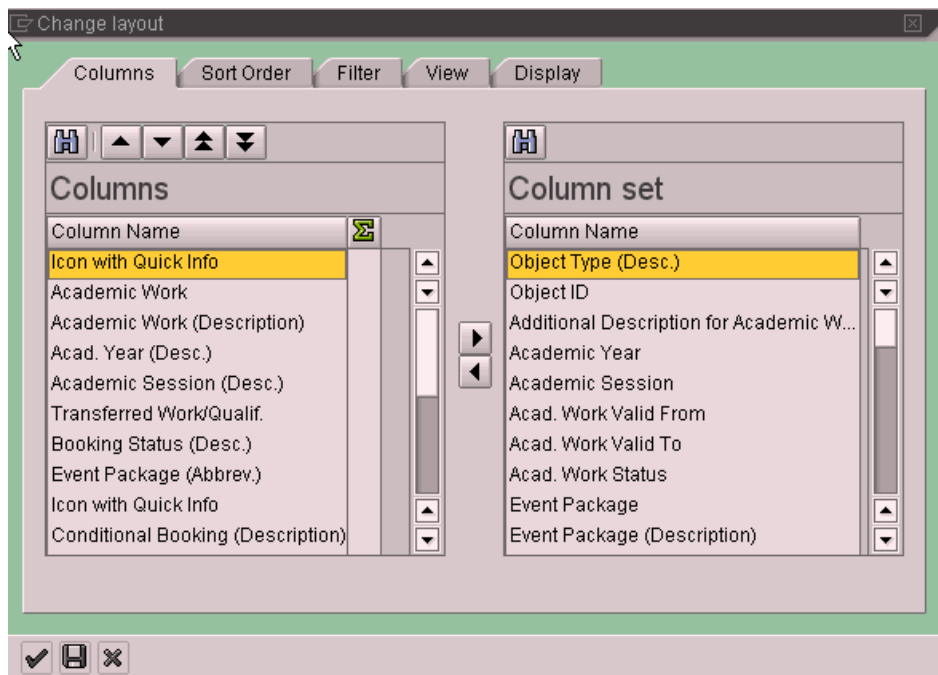 Change layout
Columns Sort Order Filter View Display
Columns
Column Name
Icon with Quick Info
Academic Work
Academic Work (Description)
Acad. Year (Desc.)
Academic Session (Desc.)
Transferred Work/Qualif.
Booking Status (Desc.)
Event Package (Abbrev.)
Icon with Quick Info
Conditional Booking (Description)
Column set
Column Name
Object Type (Desc.)
Object ID
Additional Description for Academic W...
Academic Year
Academic Session
Acad. Work Valid From
Acad. Work Valid To
Acad. Work Status
Event Package
Event Package (Description)